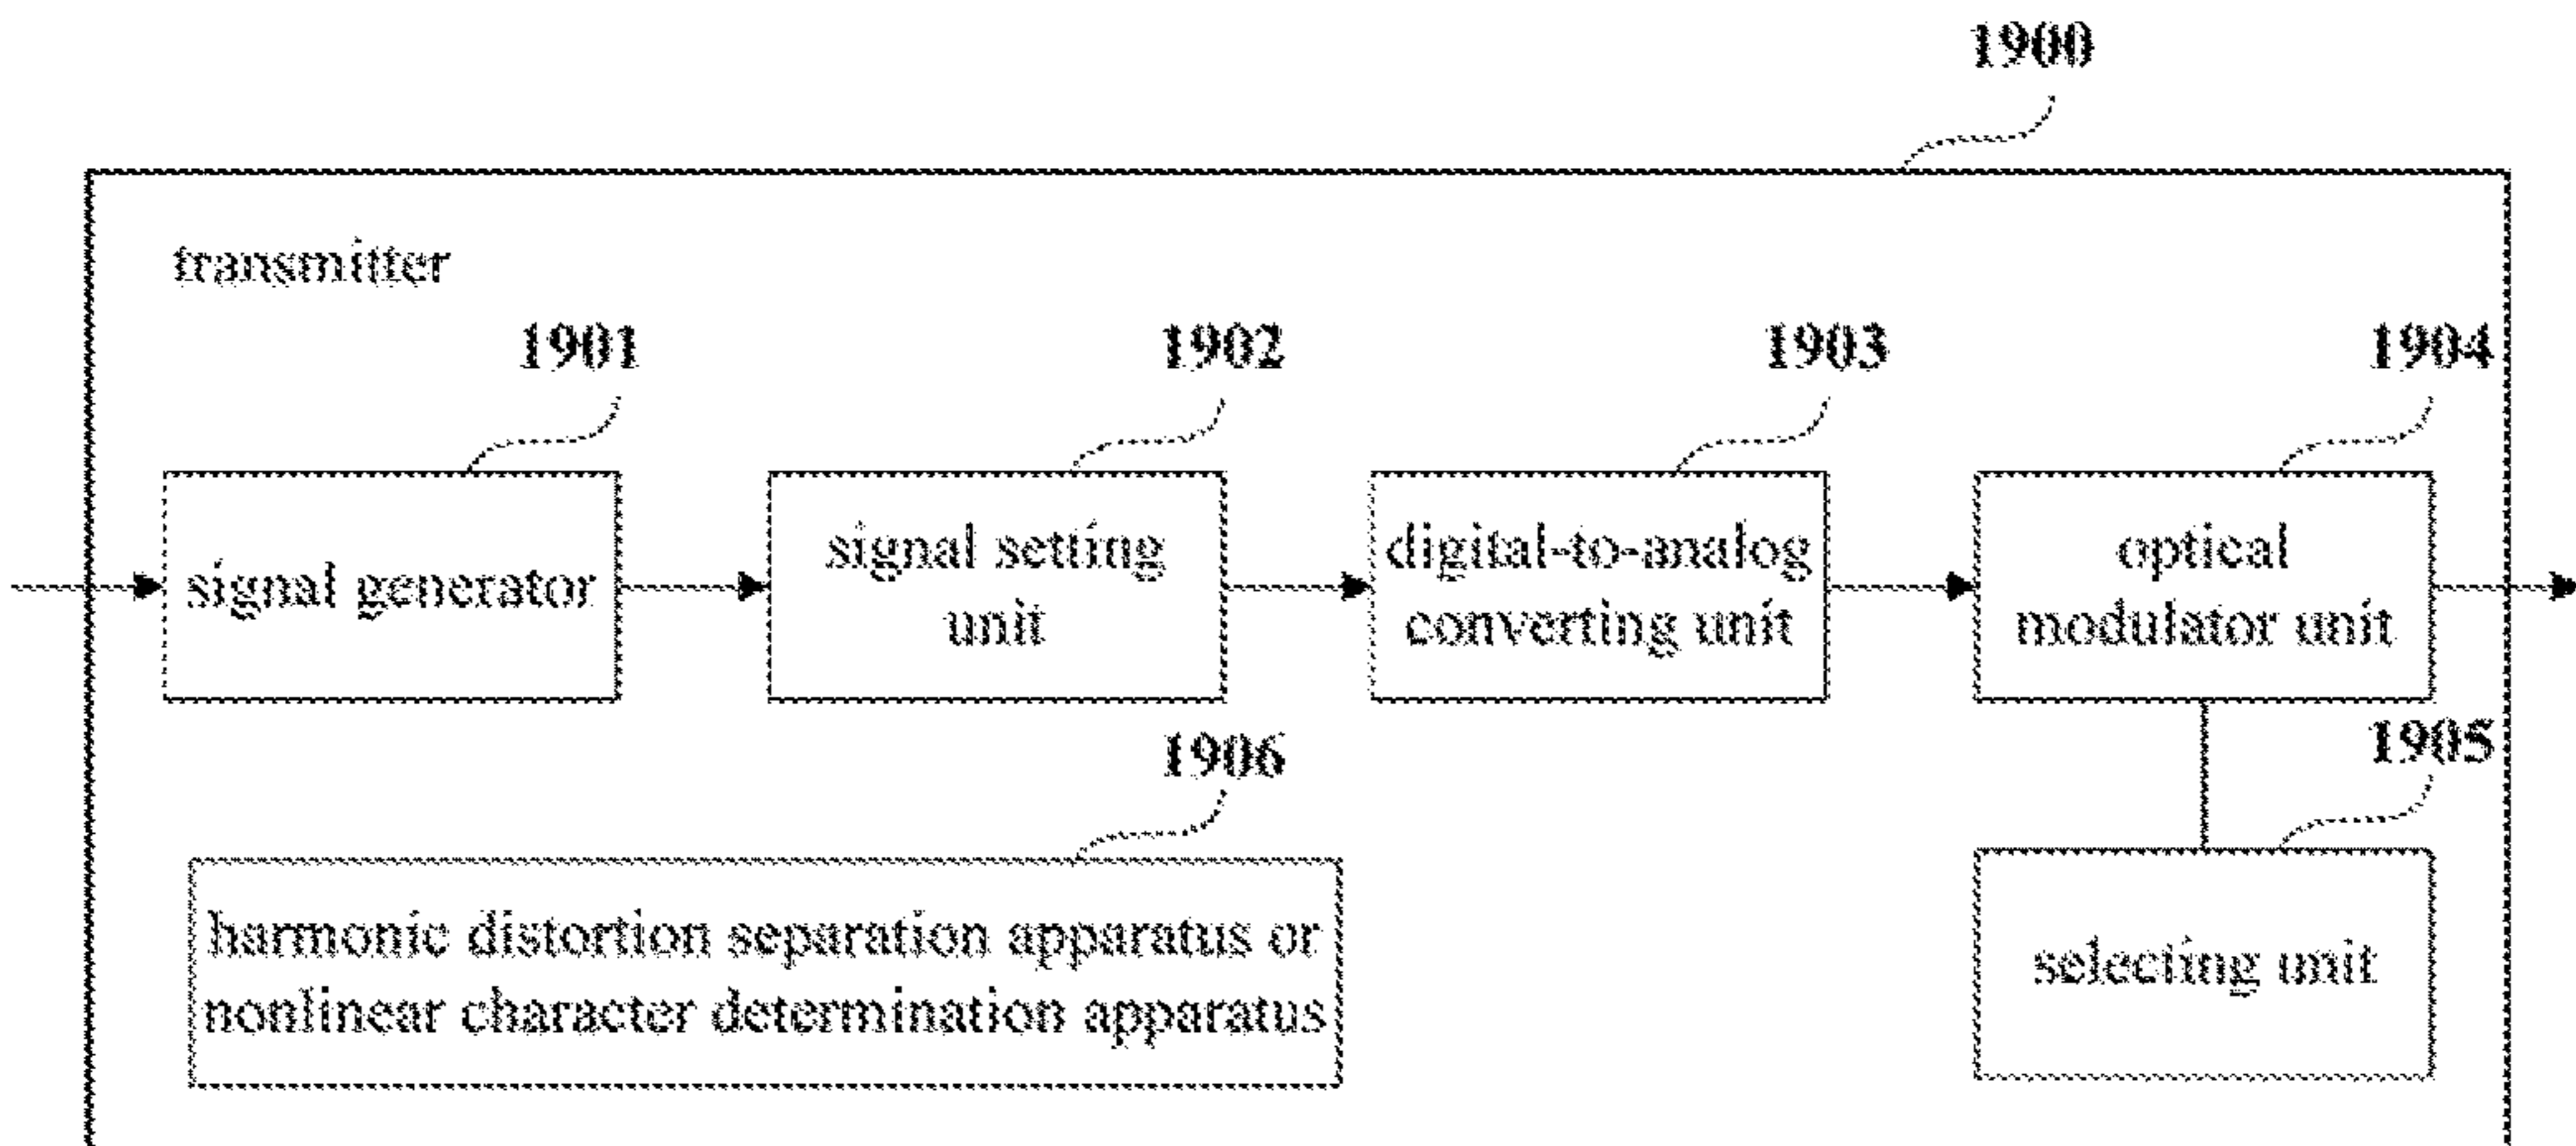 1900
transmitter
1901
1902
1903
1904
signal generator
signal setting
unit
digital-to-analog
converting unit
optical
modulator unit
1906
1905
harmonic distortion separation apparatus or
nonlinear character determination apparatus
selecting unit